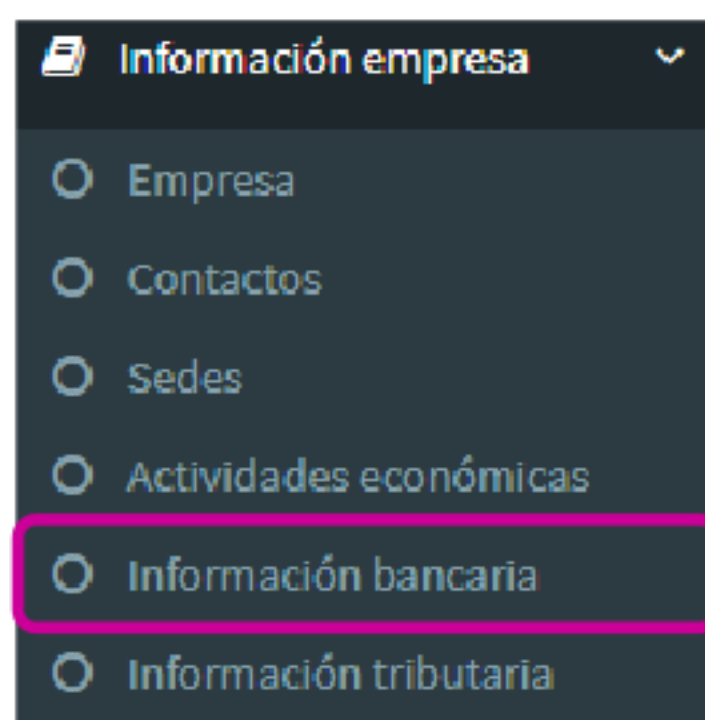 Información empresa
Empresa
Contactos
Sedes
Actividades económicas
Información bancaria
Información tributaria